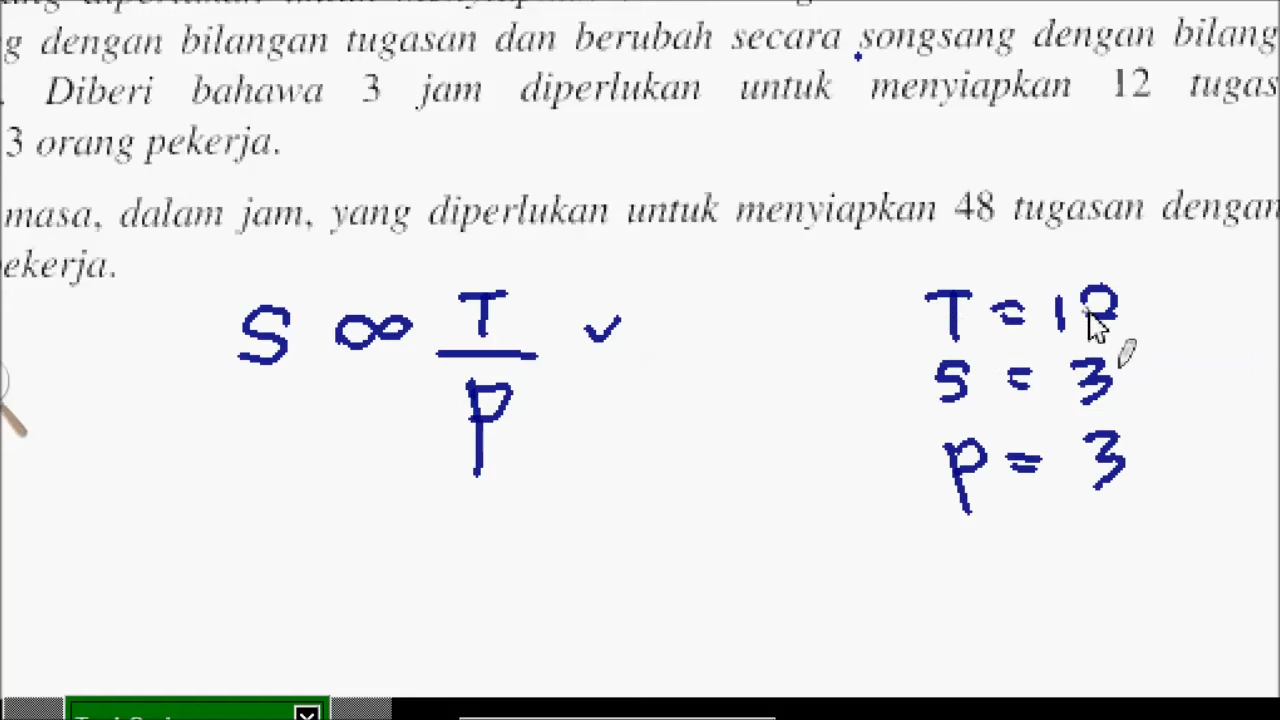 g dengan bilangan tugasan dan berubah secara songsang dengan bilang
. Diberi bahawa 3 jam diperlukan untuk menyiapkan 12 tugas
3 orang pekerja.
masa, dalam jam, yang diperlukan untuk menyiapkan 48 tugasan dengan
ekerja.
S ∞ T / P ✓
T = 12
S = 3
P = 3